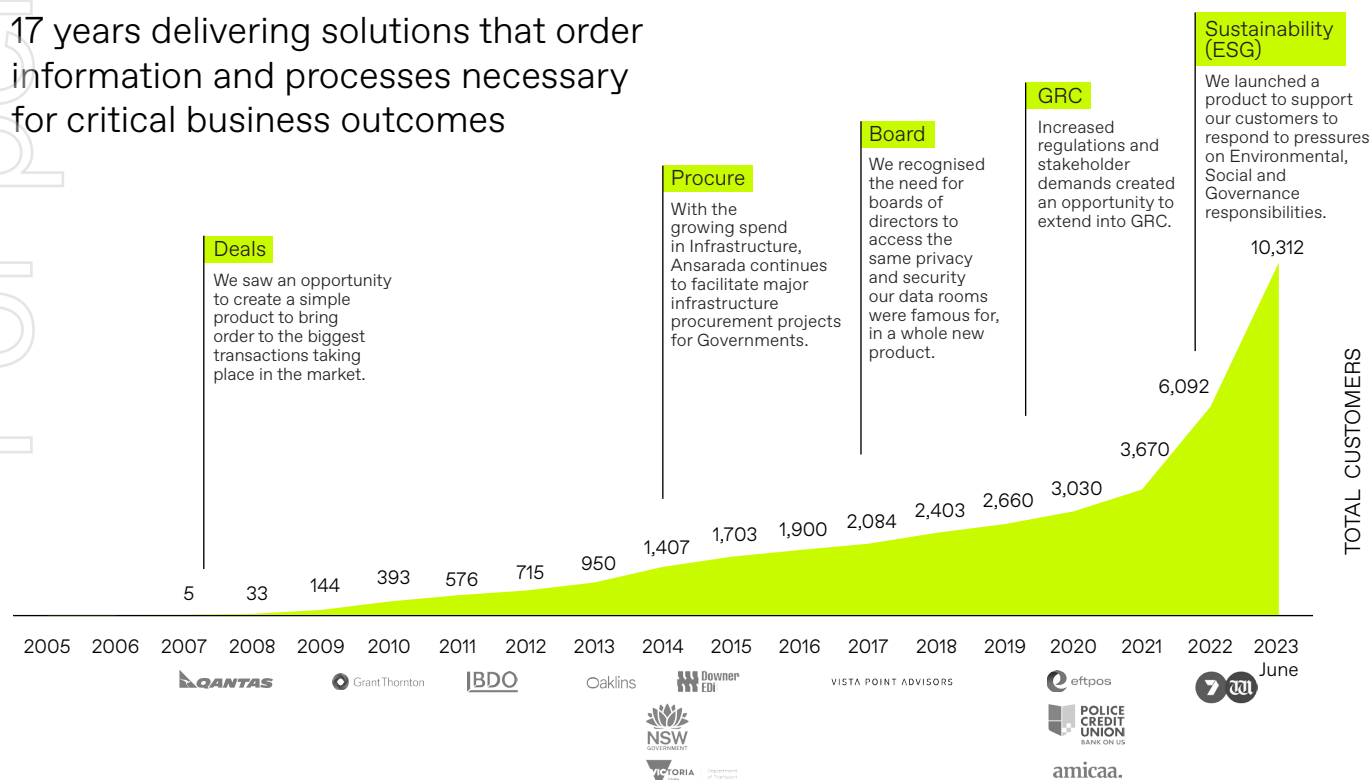 17 years delivering solutions that order
information and processes necessary
for critical business outcomes
Deals
We saw an opportunity
to create a simple
product to bring
order to the biggest
transactions taking
place in the market.
Procure
With the
growing spend
in Infrastructure,
Ansarada continues
to facilitate major
infrastructure
procurement projects
for Governments.
Board
We recognised
the need for
boards of
directors to
access the
same privacy
and security
our data rooms
were famous for,
in a whole new
product.
GRC
Increased
regulations and
stakeholder
demands created
an opportunity to
extend into GRC.
Sustainability
(ESG)
We launched a
product to support
our customers to
respond to pressures
on Environmental,
Social and
Governance
responsibilities.
5
33
144
393
576
715
950
1,407
1,703
1,900
2,084
2,403
2,660
3,030
3,670
6,092
10,312
TOTAL CUSTOMERS
2005 2006 2007 2008 2009 2010 2011 2012 2013 2014 2015 2016 2017 2018 2019 2020 2021 2022 2023
June
QANTAS
Grant Thornton
BDO
Oaklins
Downer
EDi
VISTA POINT ADVISORS
eftpos
7
NSW
GOVERNMENT
POLICE
CREDIT
UNION
BANK ON US
VICTORIA
Department
of Transport
amicaa.